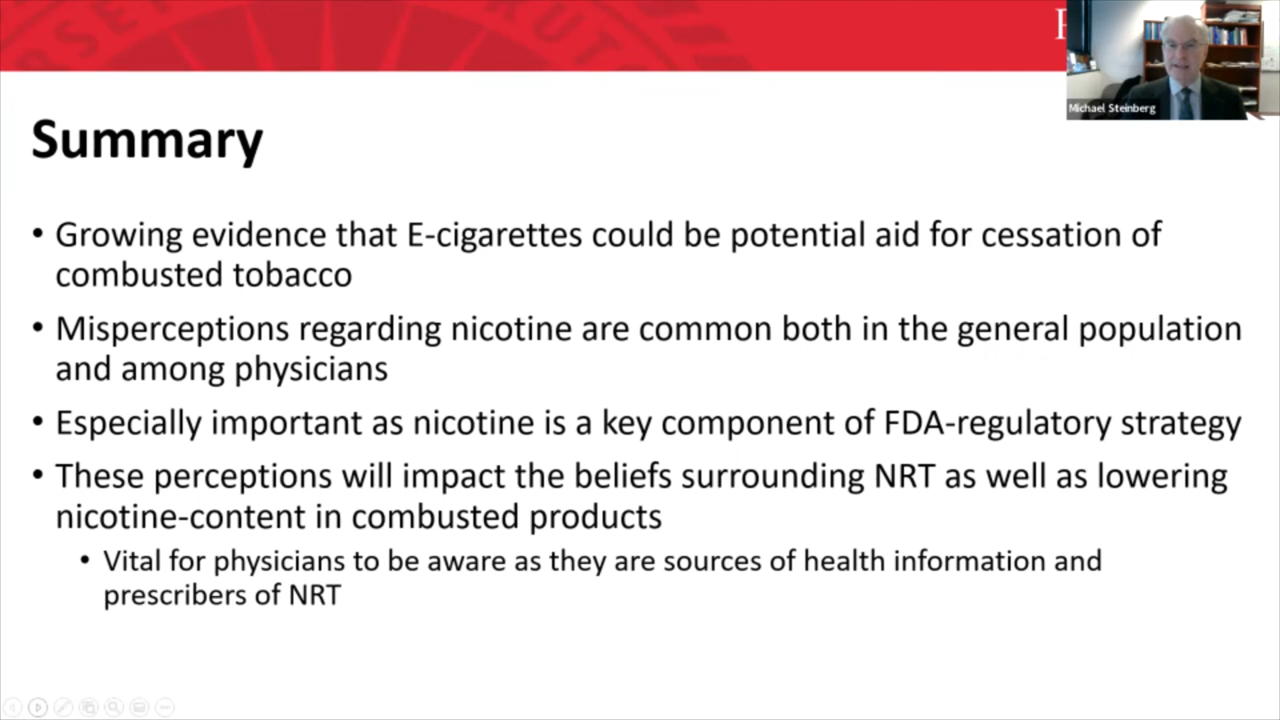 Michael Steinberg
Summary
• Growing evidence that E-cigarettes could be potential aid for cessation of
combusted tobacco
• Misperceptions regarding nicotine are common both in the general population
and among physicians
• Especially important as nicotine is a key component of FDA-regulatory strategy
• These perceptions will impact the beliefs surrounding NRT as well as lowering
nicotine-content in combusted products
• Vital for physicians to be aware as they are sources of health information and
prescribers of NRT